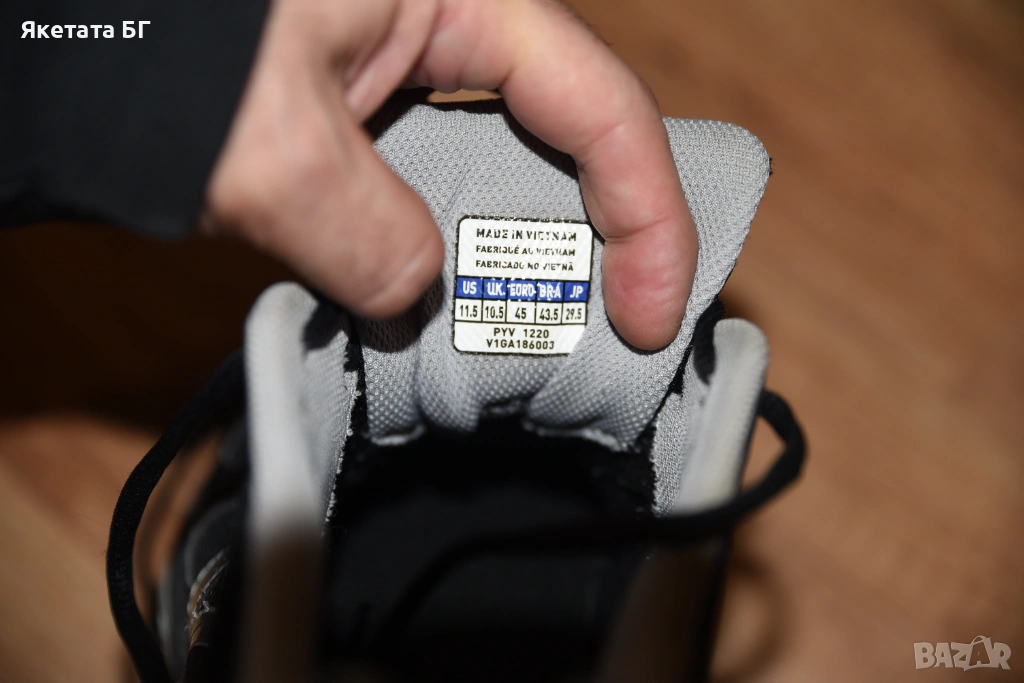 Якетата БГ
MADE IN VIETNAM
FABRIQUÉ AU VIETNAM
FABRICADO NO VIETNÃ
US UK EURO BRA JP
11.5 10.5 45 43.5 29.5
PYV 1220
V1GA186003
BAZAR